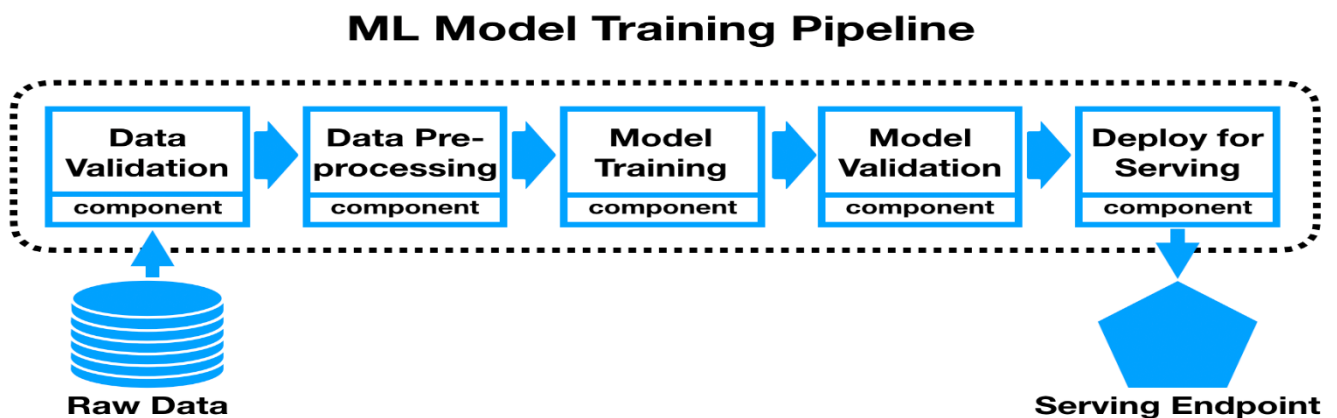 ML Model Training Pipeline
Data
Validation
component
Data Pre-
processing
component
Model
Training
component
Model
Validation
component
Deploy for
Serving
component
Raw Data
Serving Endpoint